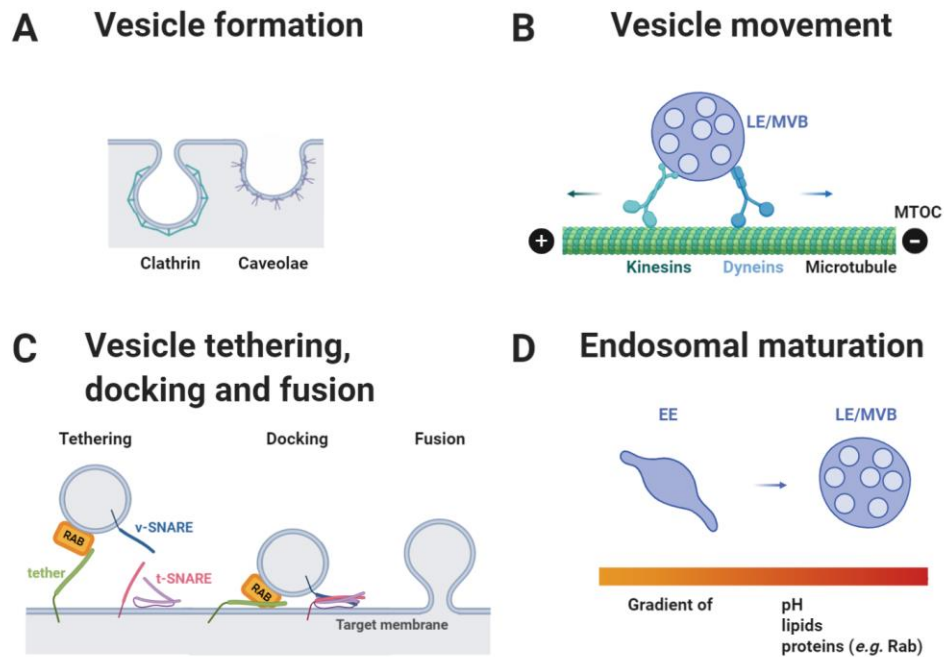 A Vesicle formation
Clathrin Caveolae
B Vesicle movement
LE/MVB
MTOC
+ −
Kinesins Dyneins Microtubule
C Vesicle tethering,
docking and fusion
Tethering Docking Fusion
RAB
v-SNARE
tether
t-SNARE
RAB
Target membrane
D Endosomal maturation
EE LE/MVB
Gradient of pH
lipids
proteins (e.g. Rab)